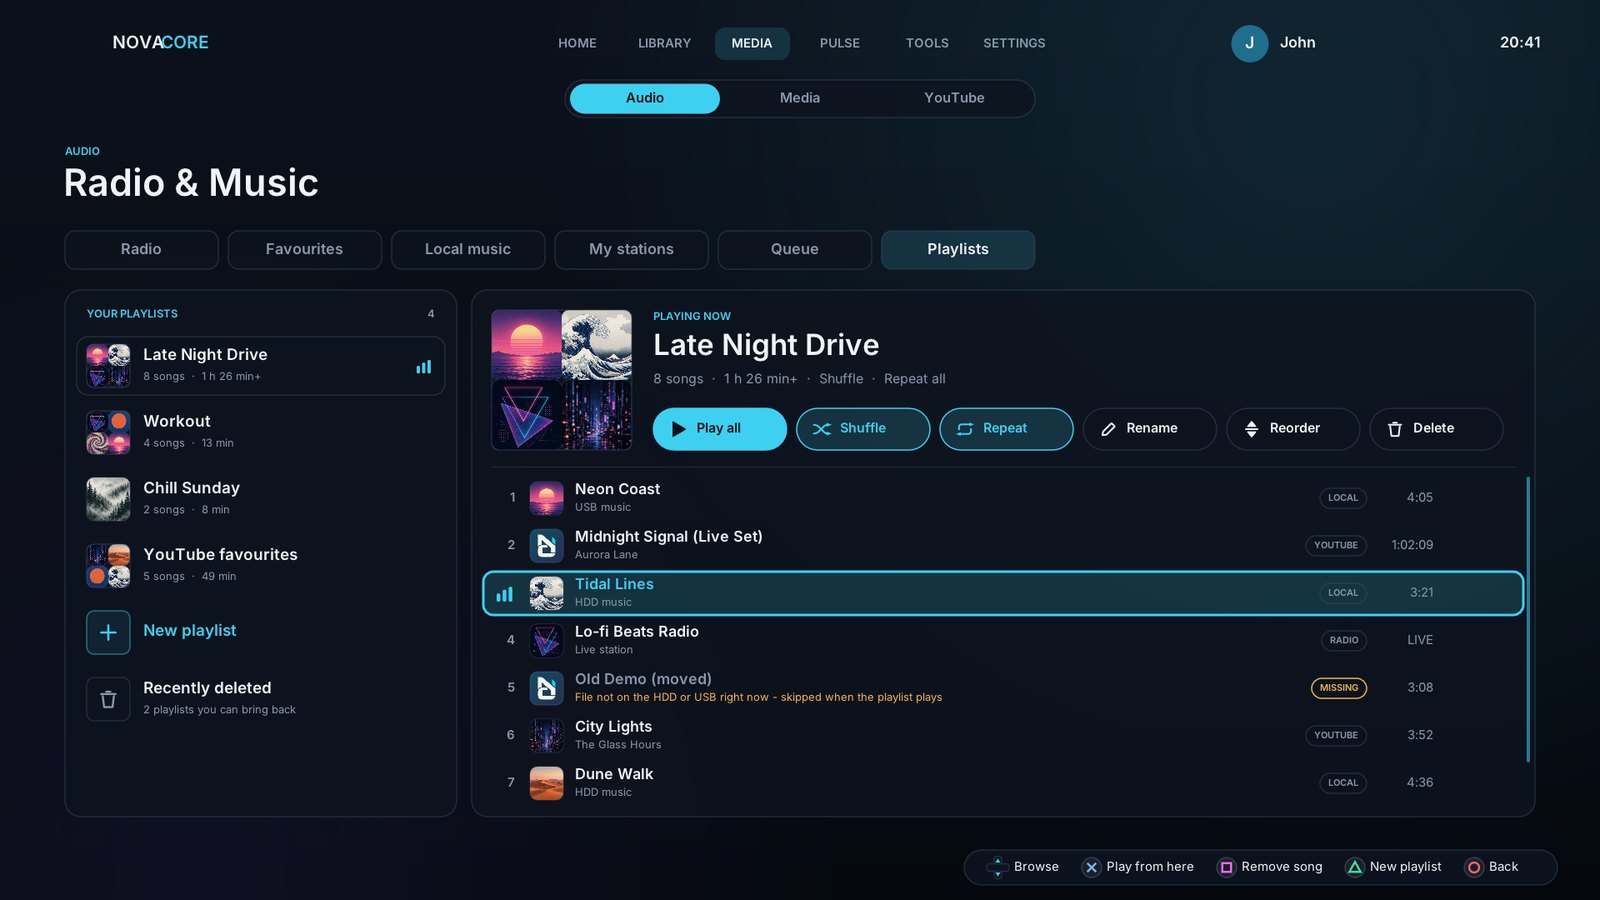 NOVACORE
HOME LIBRARY MEDIA PULSE TOOLS SETTINGS
J John
20:41
Audio Media YouTube
AUDIO
Radio & Music
Radio Favourites Local music My stations Queue Playlists
YOUR PLAYLISTS 4
Late Night Drive
8 songs · 1 h 26 min+
Workout
4 songs · 13 min
Chill Sunday
2 songs · 8 min
YouTube favourites
5 songs · 49 min
New playlist
Recently deleted
2 playlists you can bring back
PLAYING NOW
Late Night Drive
8 songs · 1 h 26 min+ · Shuffle · Repeat all
Play all Shuffle Repeat Rename Reorder Delete
1 Neon Coast LOCAL 4:05
USB music
2 Midnight Signal (Live Set) YOUTUBE 1:02:09
Aurora Lane
Tidal Lines LOCAL 3:21
HDD music
4 Lo-fi Beats Radio RADIO LIVE
Live station
5 Old Demo (moved) MISSING 3:08
File not on the HDD or USB right now - skipped when the playlist plays
6 City Lights YOUTUBE 3:52
The Glass Hours
7 Dune Walk LOCAL 4:36
HDD music
Browse Play from here Remove song New playlist Back